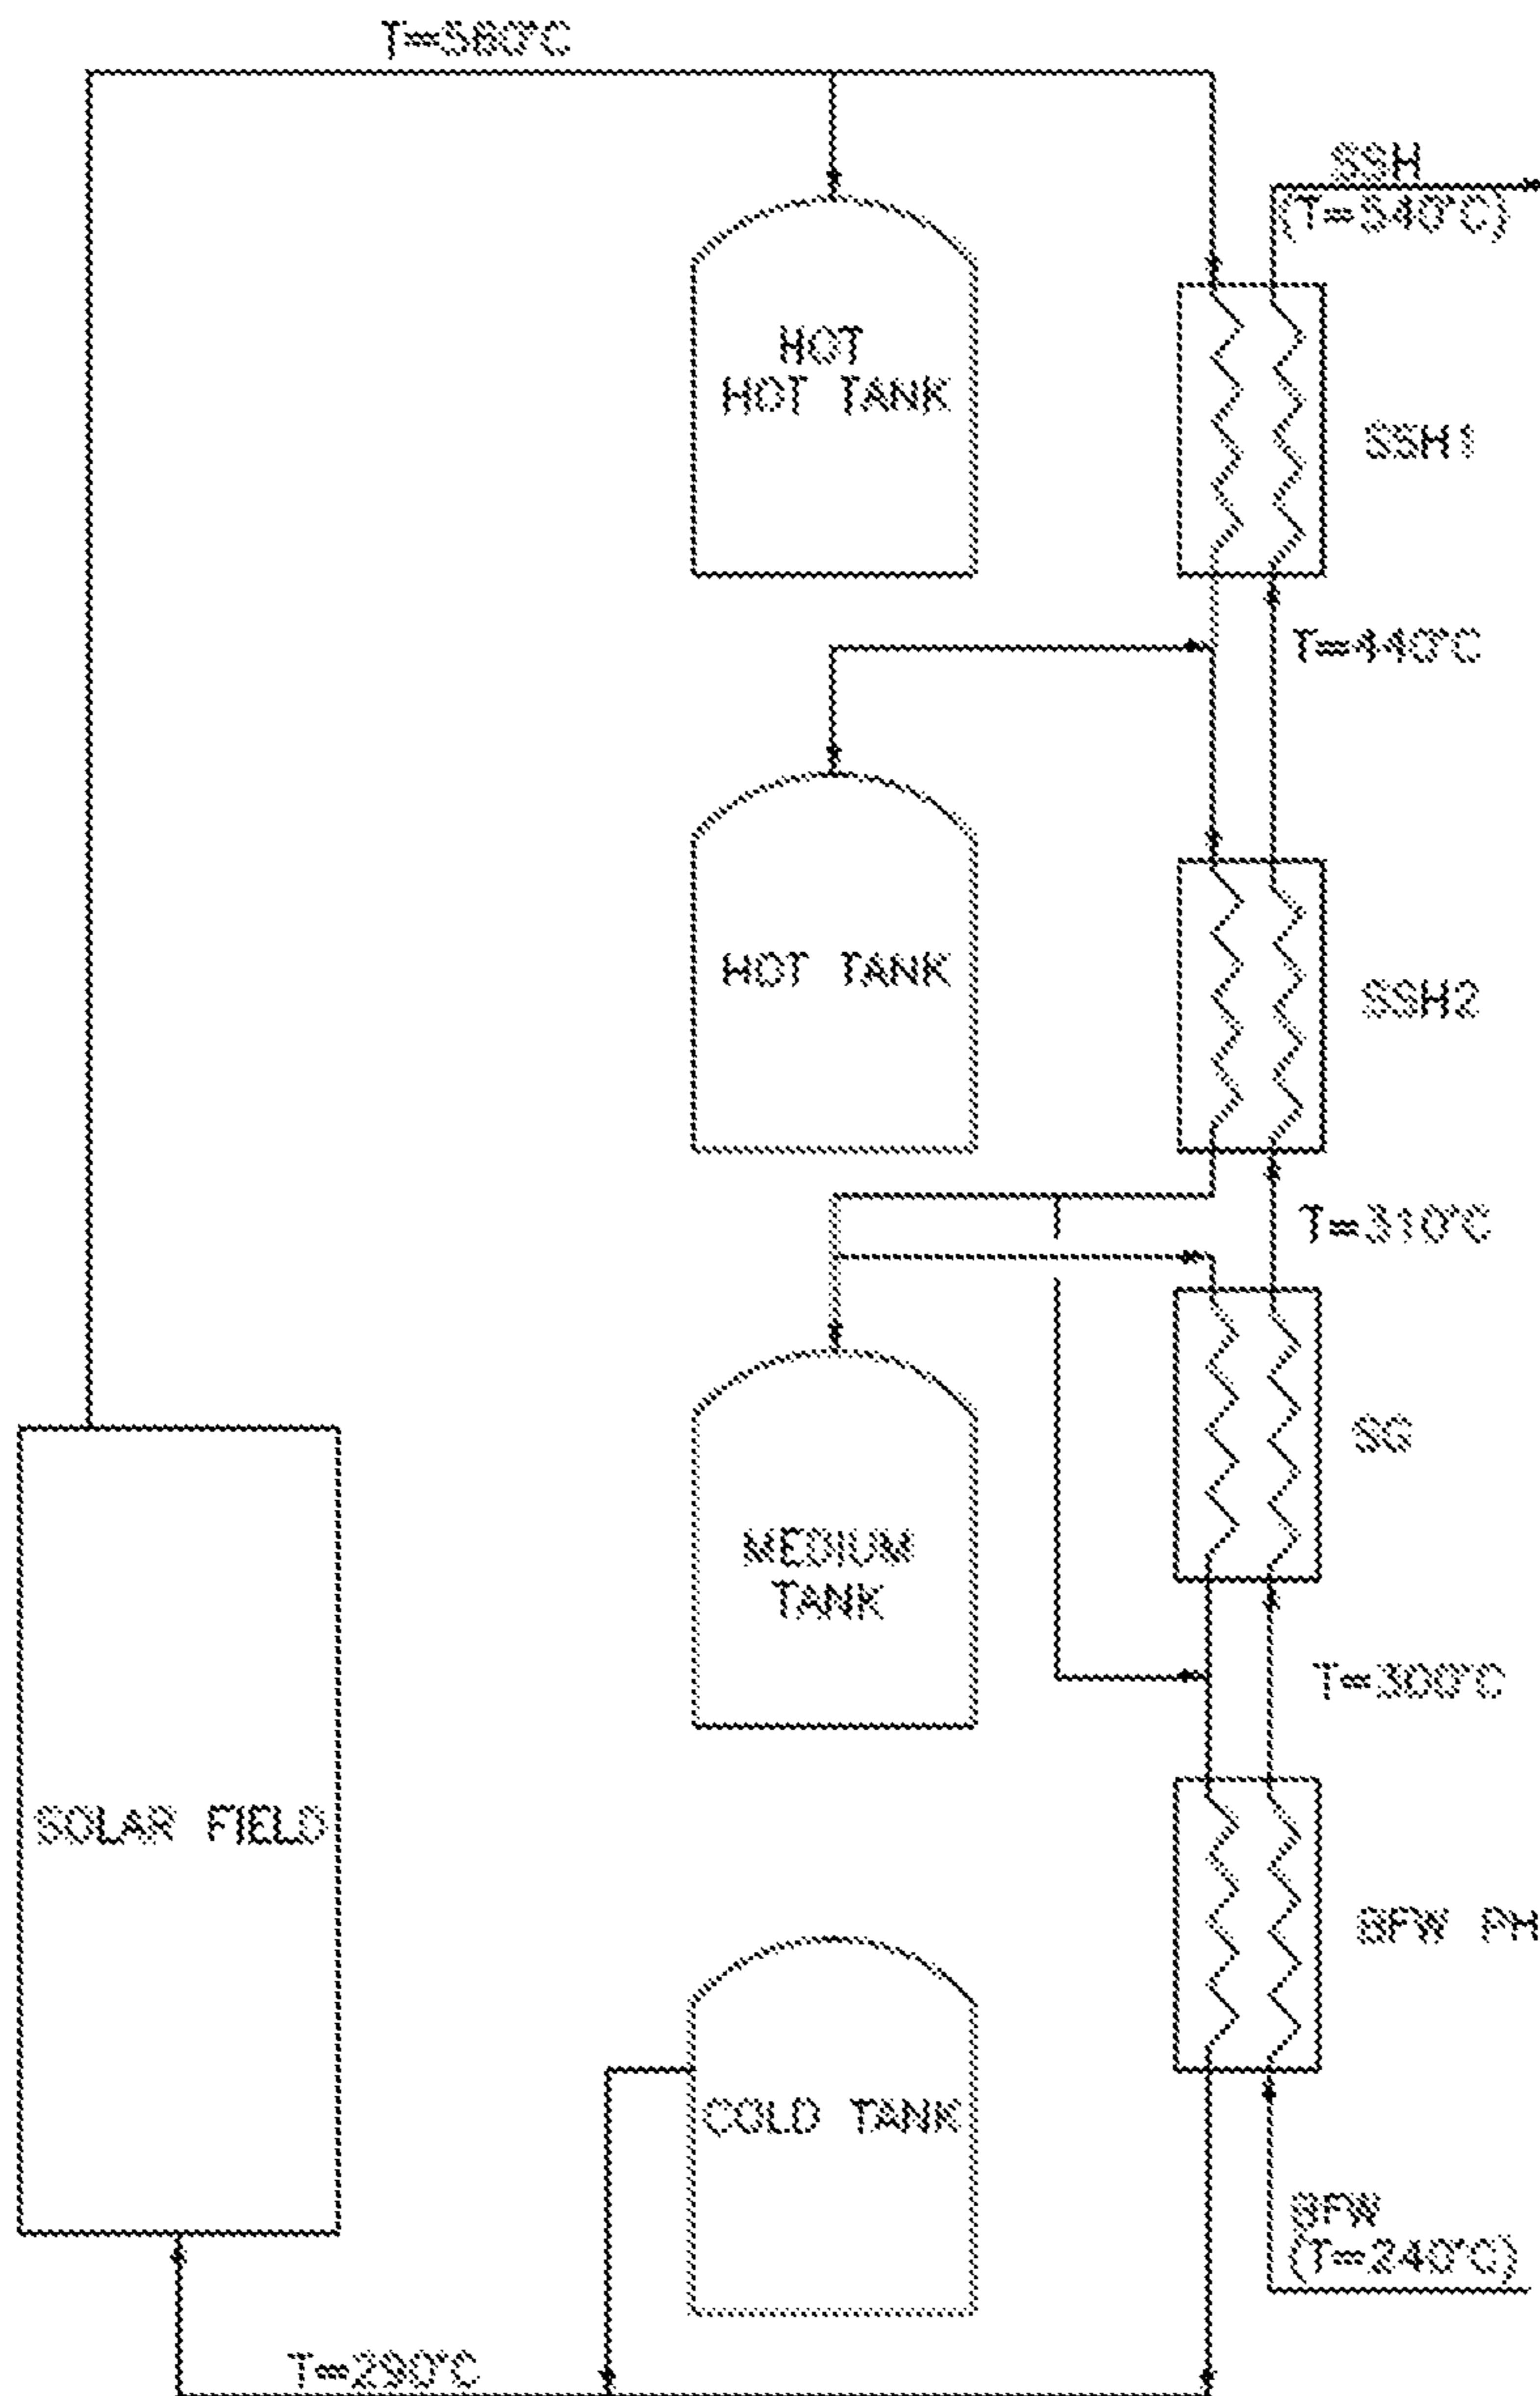 T=560°C
SSH
(T=540°C)
HOT
HOT TANK
SSH1
T=440°C
HOT TANK
SSH2
T=310°C
SG
MEDIUM
TANK
T=300°C
SOLAR FIELD
BFW PH
COLD TANK
BFW
(T=240°C)
T=290°C